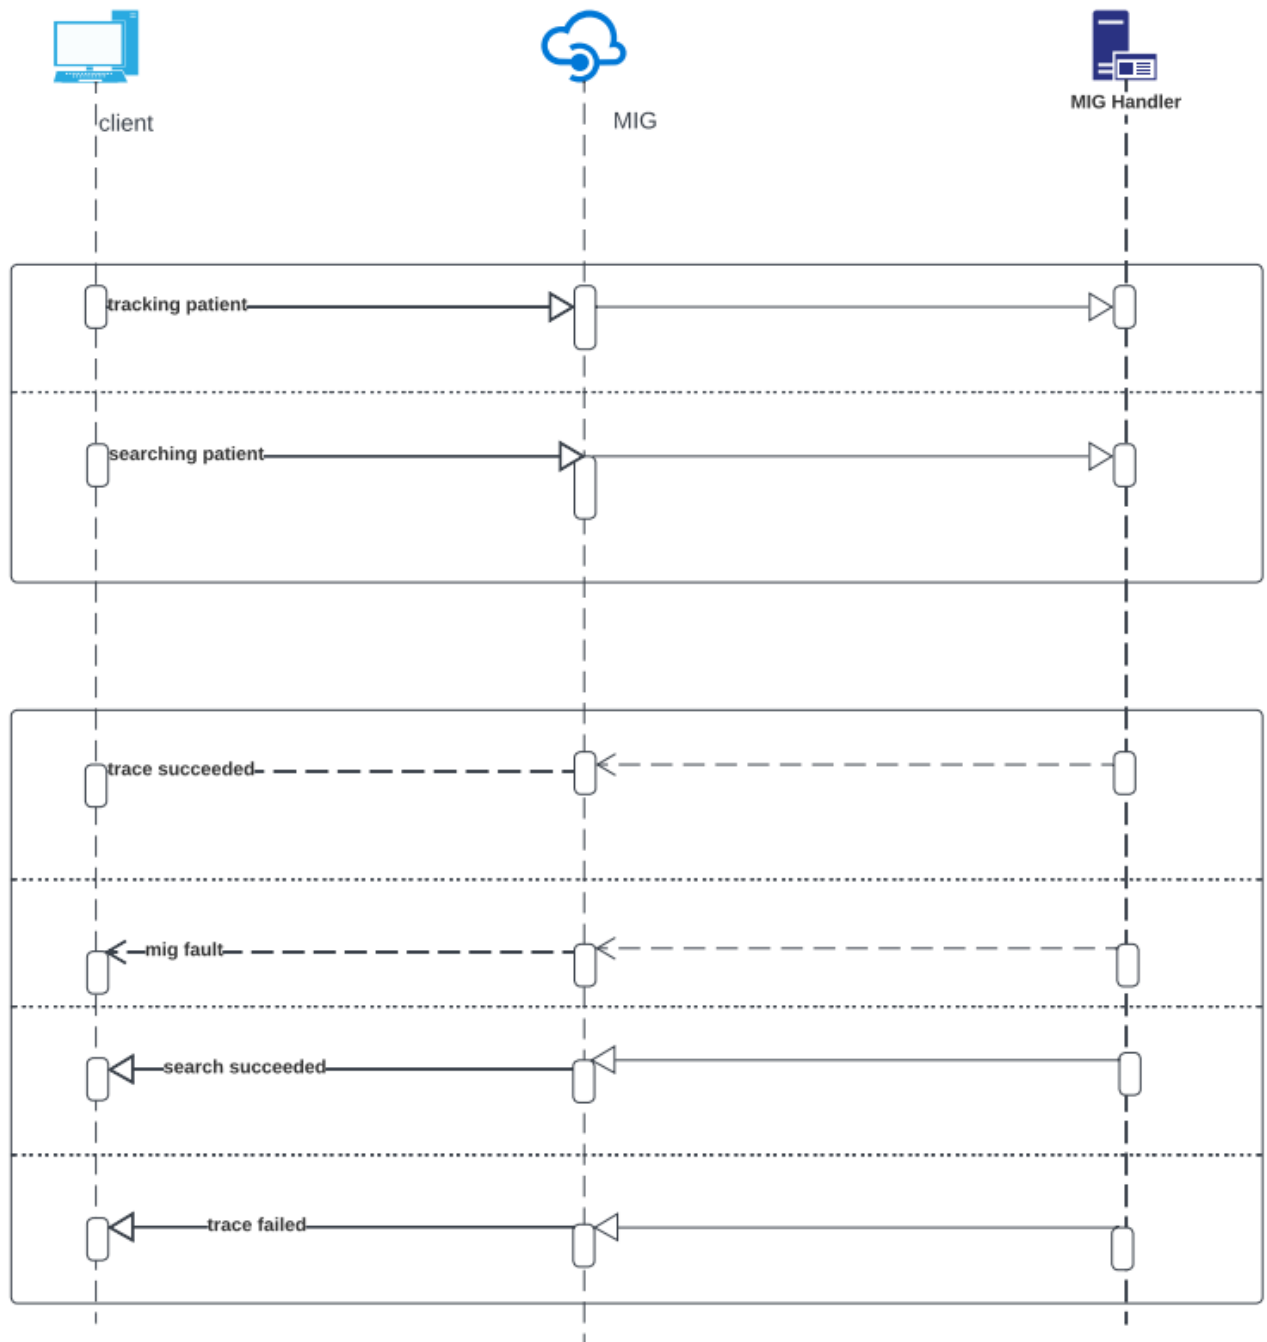 client
MIG
MIG Handler
tracking patient
searching patient
trace succeeded
mig fault
search succeeded
trace failed